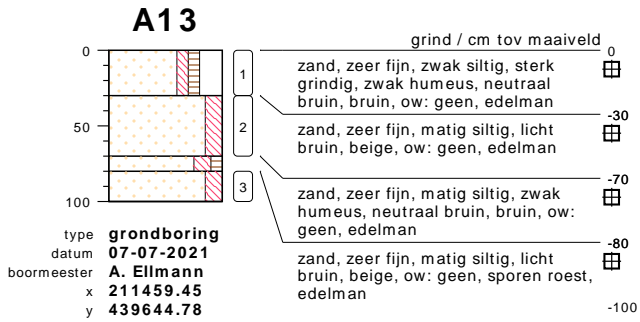 A13
grind / cm tov maaiveld
0
0
50
100
1
2
3
zand, zeer fijn, zwak siltig, sterk
grindig, zwak humeus, neutraal
bruin, bruin, ow: geen, edelman
-30
zand, zeer fijn, matig siltig, licht
bruin, beige, ow: geen, edelman
-70
zand, zeer fijn, matig siltig, zwak
humeus, neutraal bruin, bruin, ow:
geen, edelman
-80
zand, zeer fijn, matig siltig, licht
bruin, beige, ow: geen, sporen roest,
edelman
-100
type grondboring
datum 07-07-2021
boormeester A. Ellmann
x 211459.45
y 439644.78